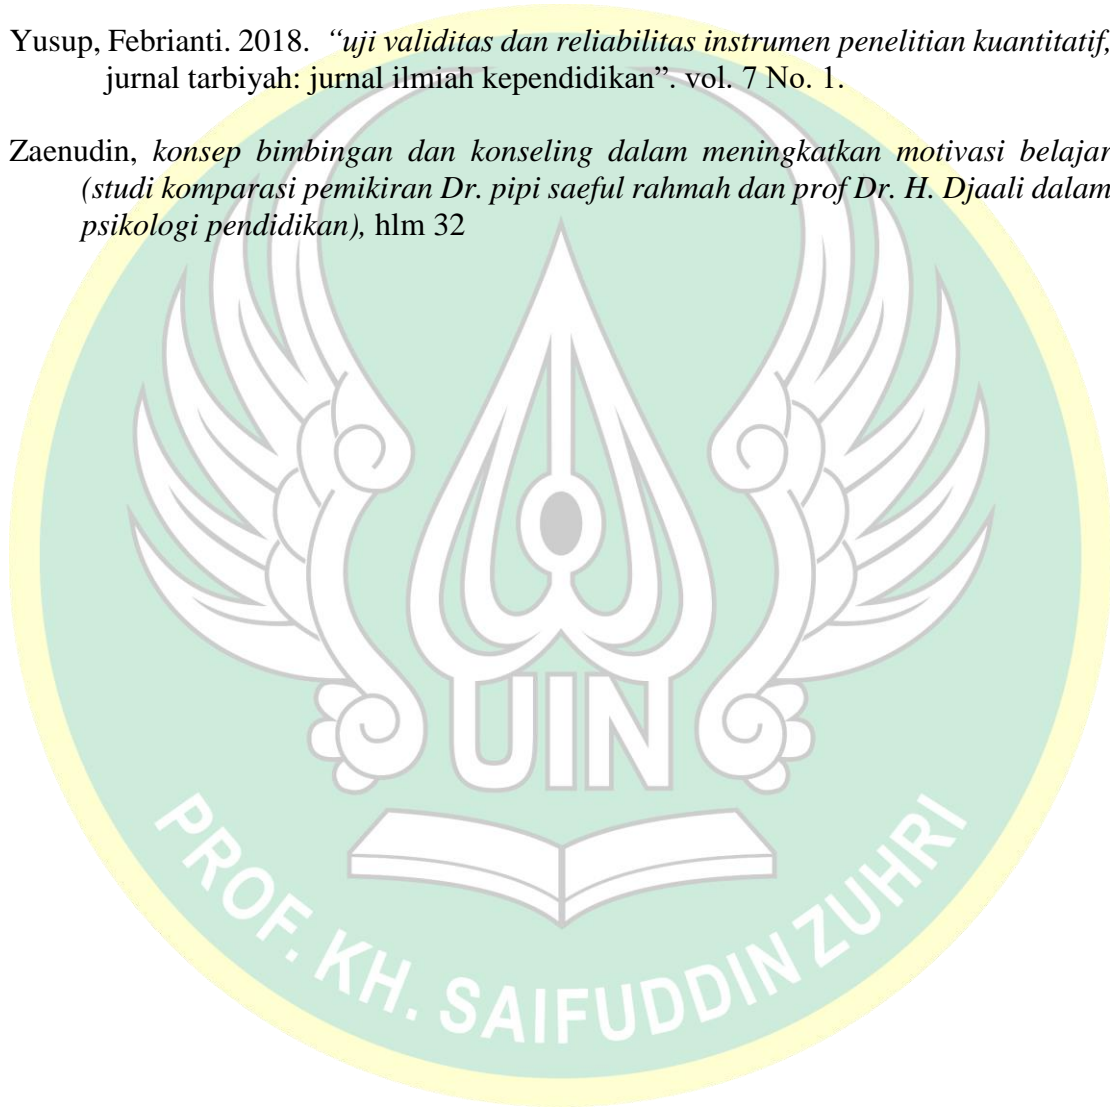 Yusup, Febrianti. 2018. “uji validitas dan reliabilitas instrumen penelitian kuantitatif,
jurnal tarbiyah: jurnal ilmiah kependidikan”. vol. 7 No. 1.
Zaenudin, konsep bimbingan dan konseling dalam meningkatkan motivasi belajar
(studi komparasi pemikiran Dr. pipi saeful rahmah dan prof Dr. H. Djaali dalam
psikologi pendidikan), hlm 32
UIN
PROF. KH. SAIFUDDIN ZUHRI